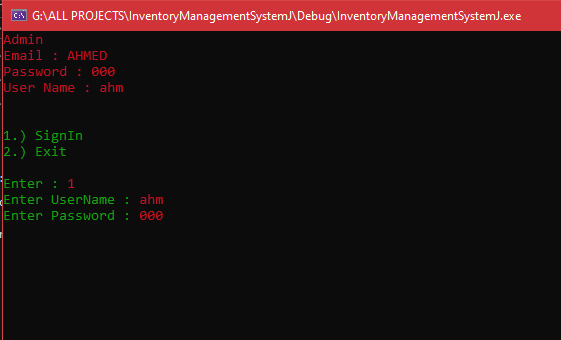 G:\ALL PROJECTS\InventoryManagementSystemJ\Debug\InventoryManagementSystemJ.exe
Admin
Email : AHMED
Password : 000
User Name : ahm
1.) SignIn
2.) Exit
Enter : 1
Enter UserName : ahm
Enter Password : 000